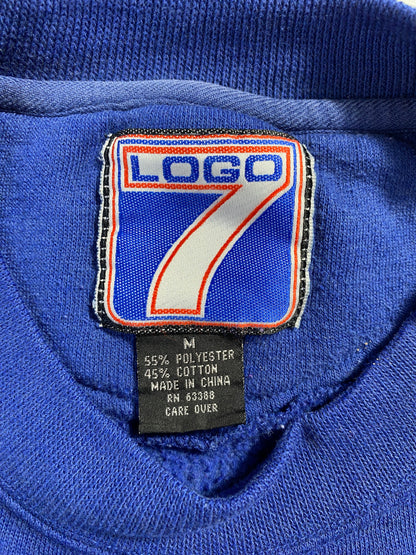 LOGO
7
M
55% POLYESTER
45% COTTON
MADE IN CHINA
RN 63388
CARE OVER